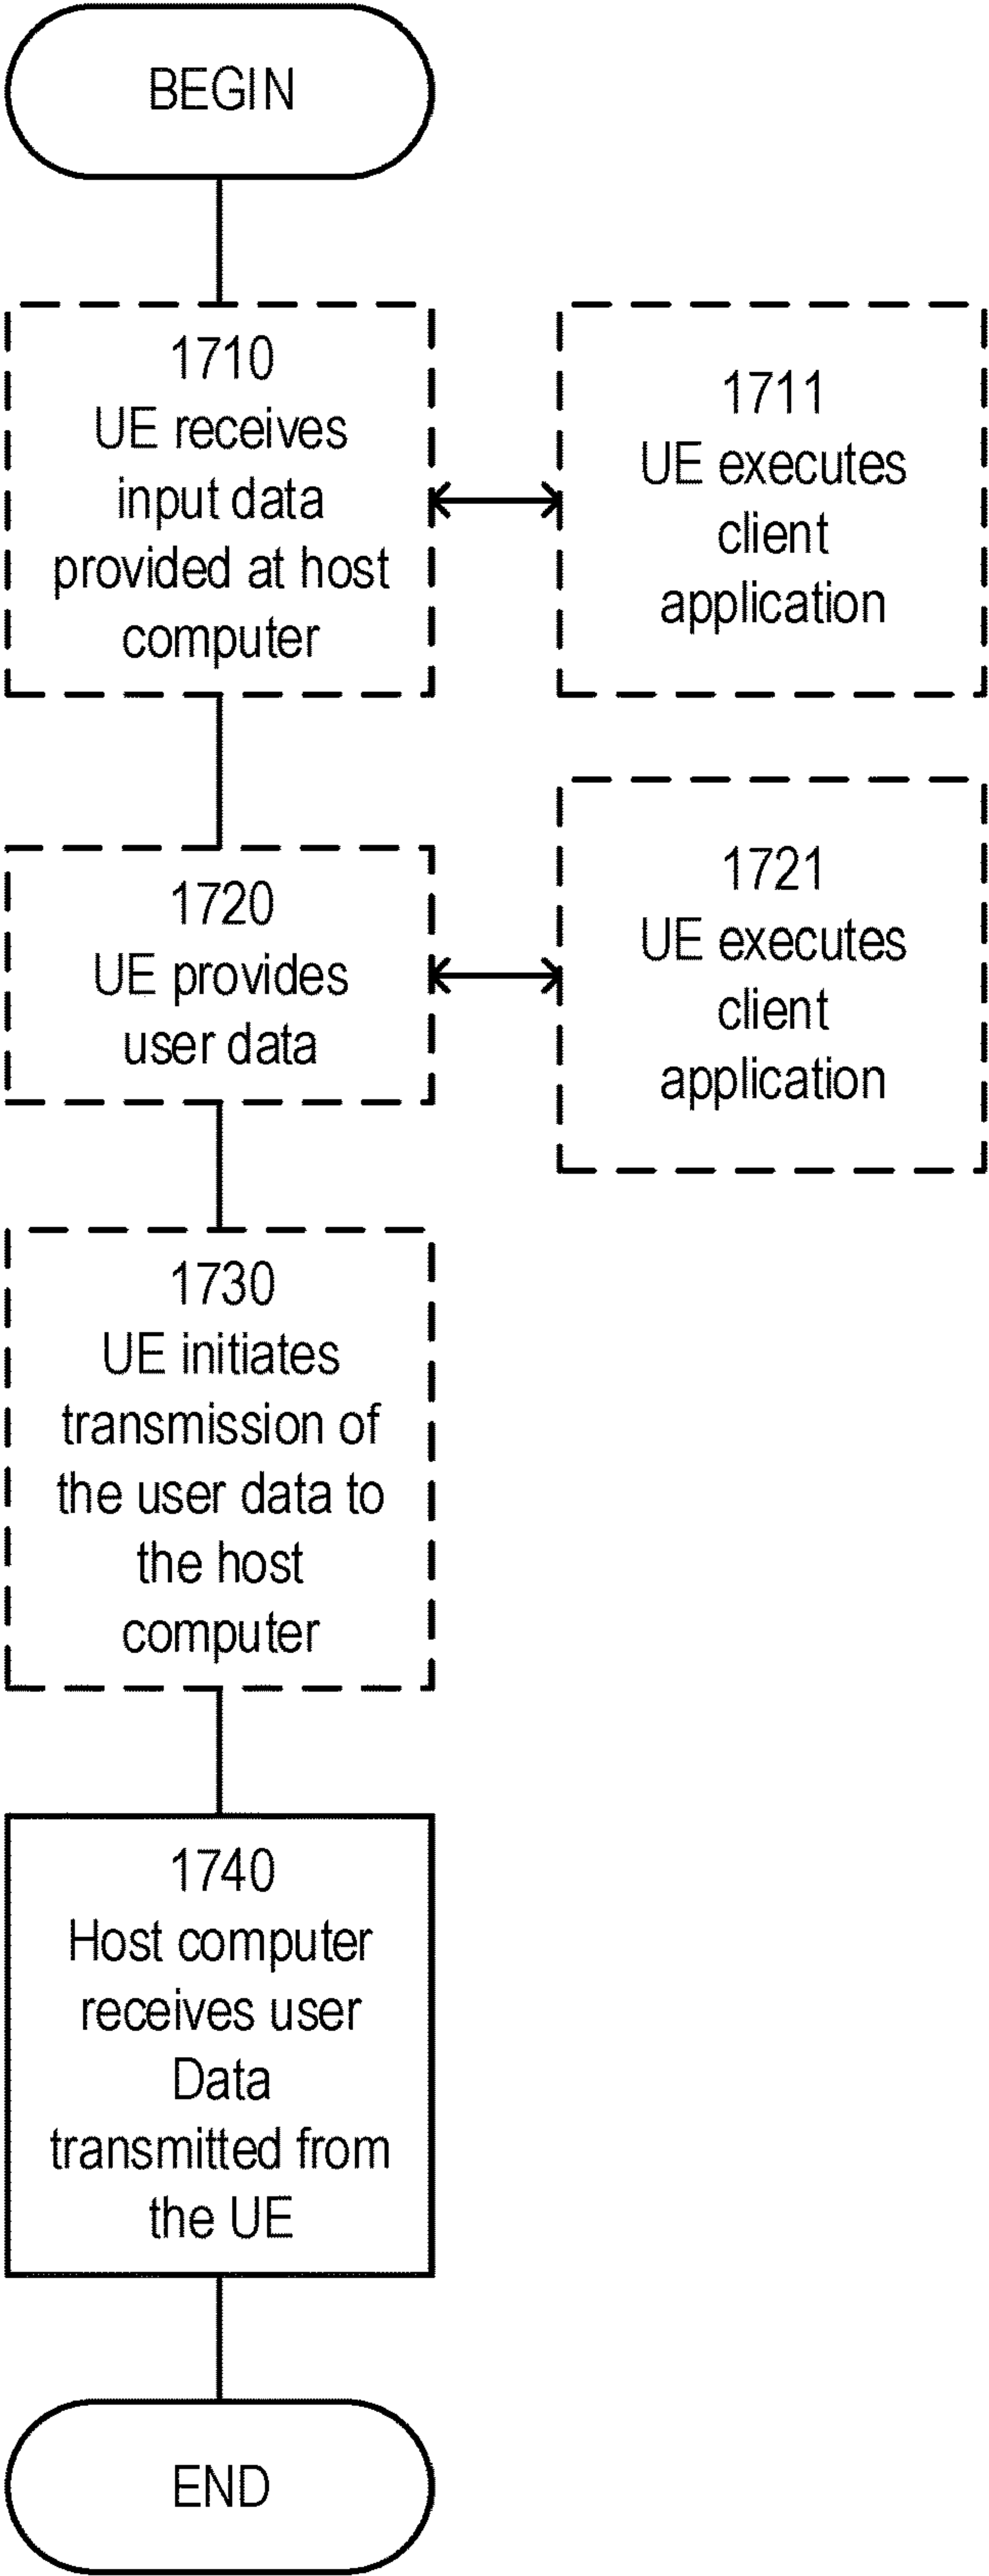 BEGIN
1710
UE receives
input data
provided at host
computer
1711
UE executes
client
application
1720
UE provides
user data
1721
UE executes
client
application
1730
UE initiates
transmission of
the user data to
the host
computer
1740
Host computer
receives user
Data
transmitted from
the UE
END